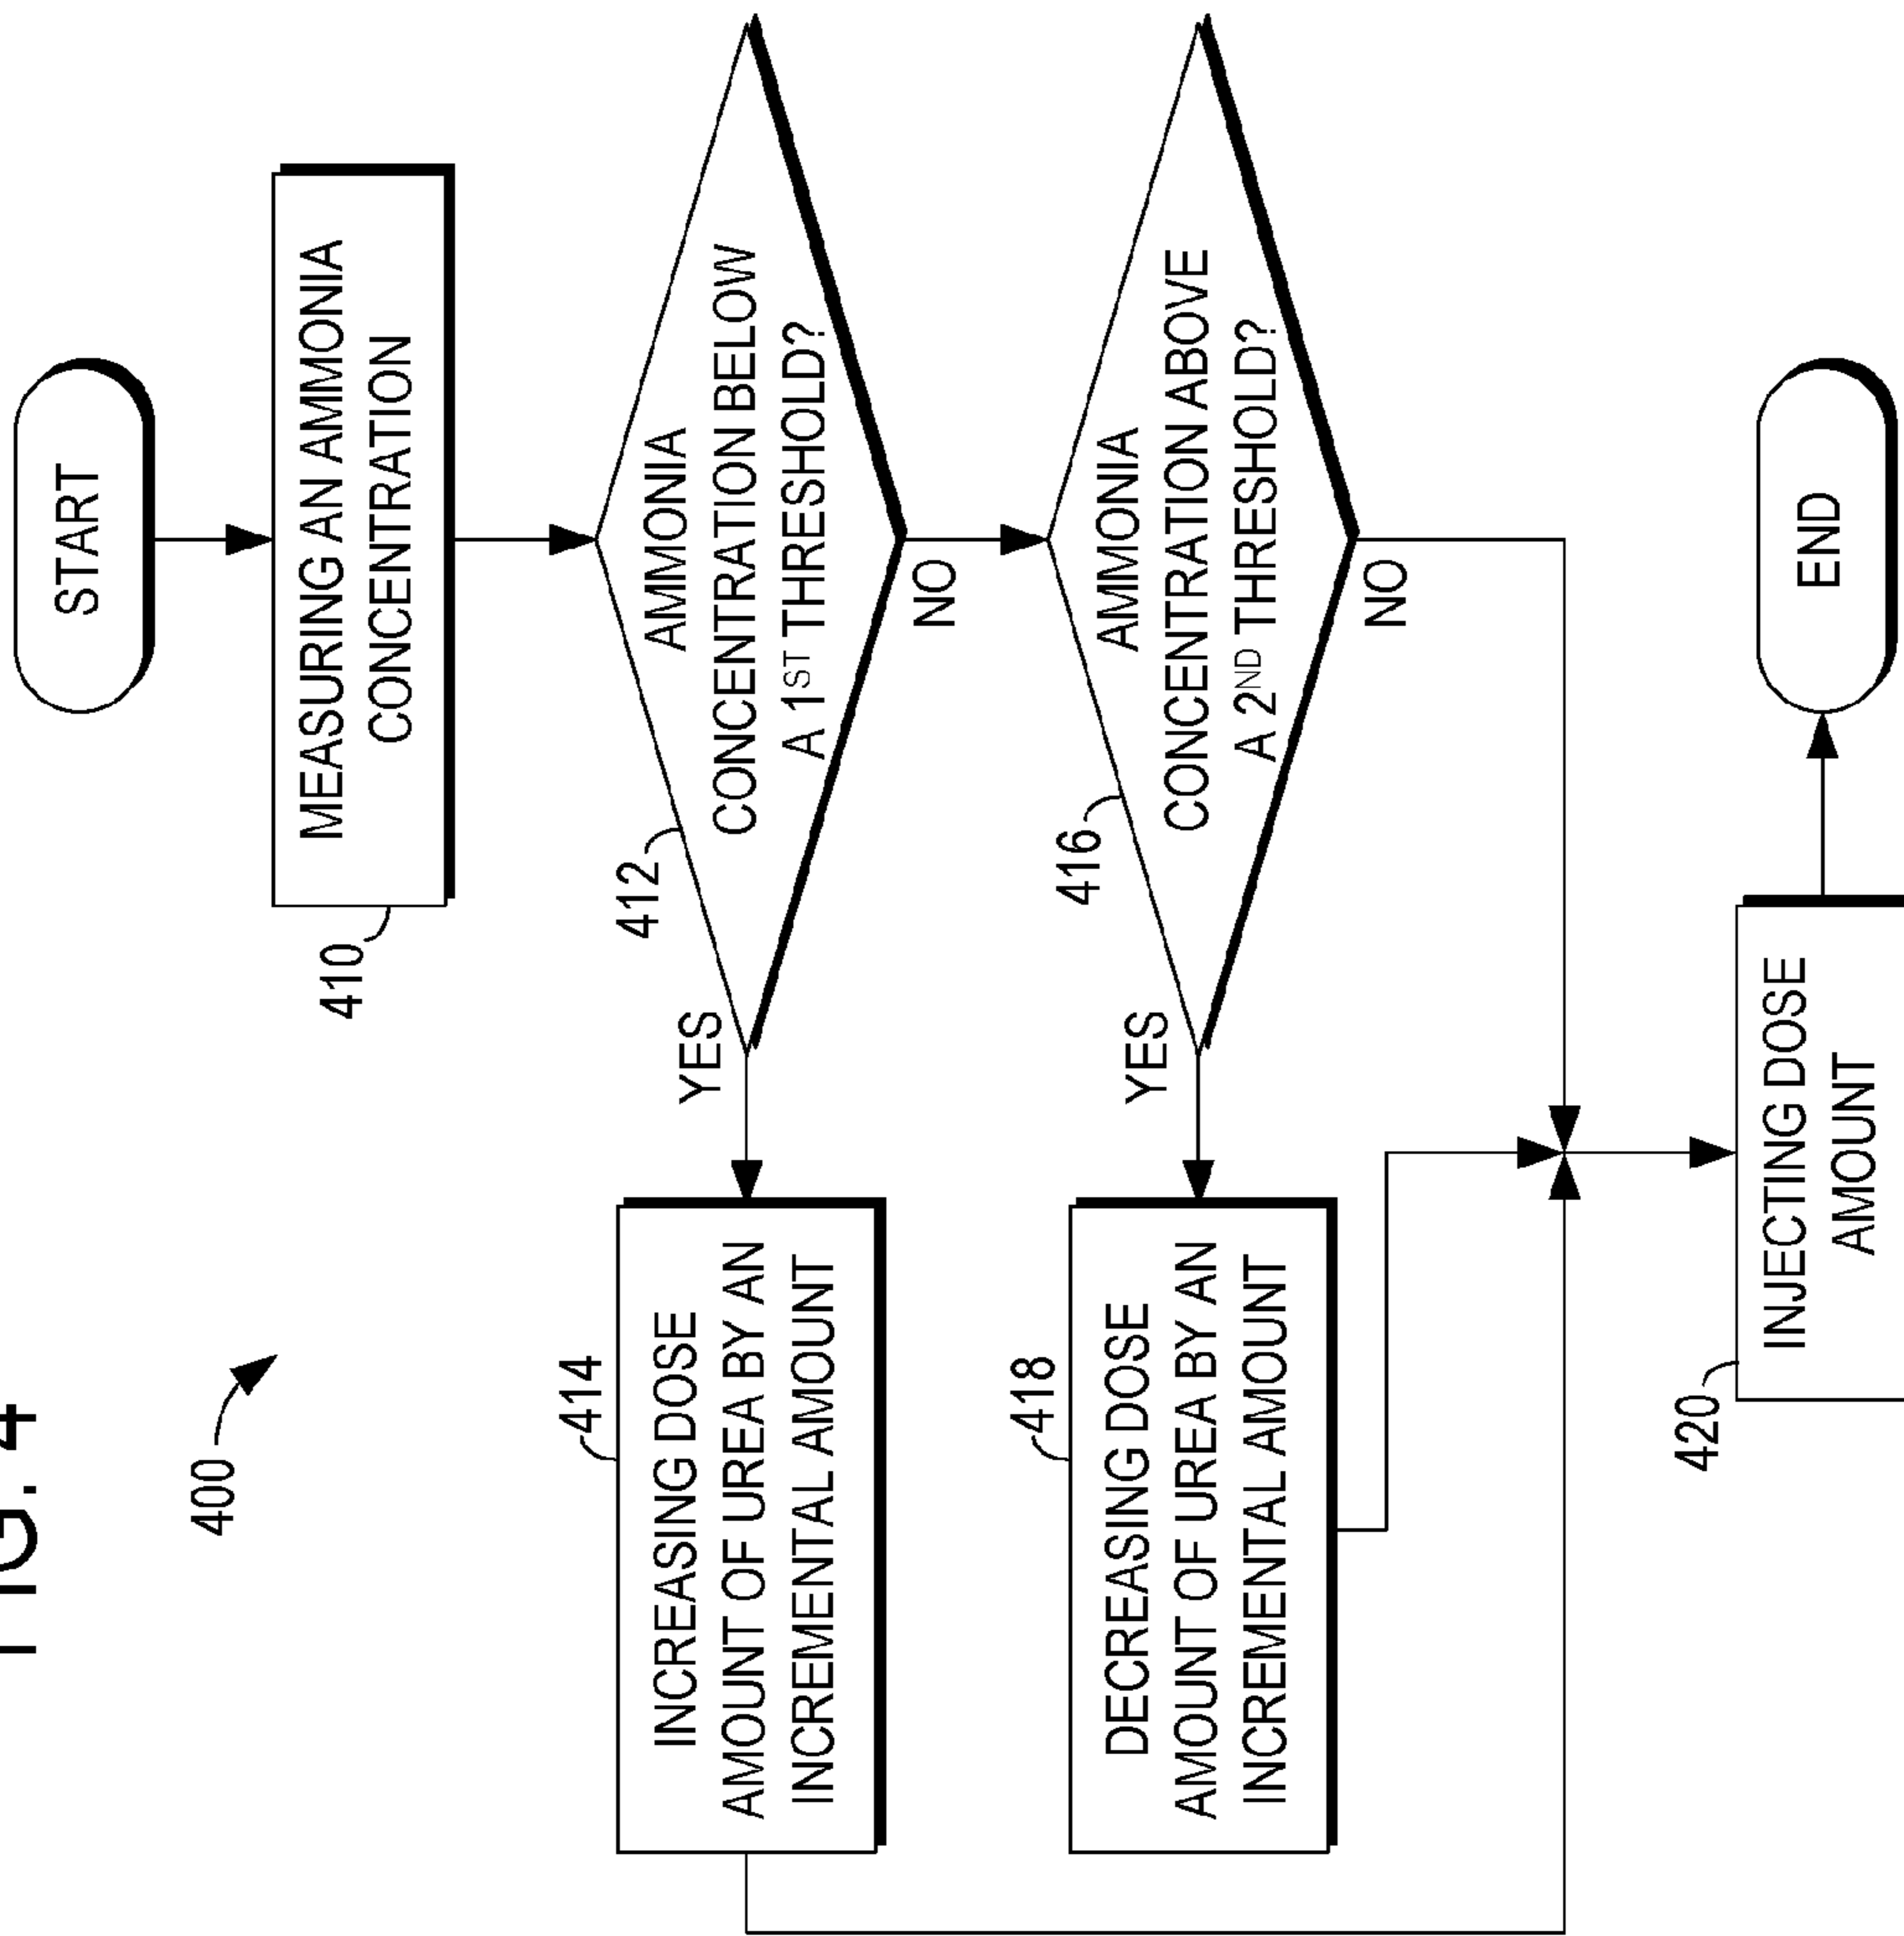 FIG. 4
400
START
MEASURING AN AMMONIA
CONCENTRATION
410
AMMONIA
CONCENTRATION BELOW
A 1ST THRESHOLD?
412
YES
NO
INCREASING DOSE
AMOUNT OF UREA BY AN
INCREMENTAL AMOUNT
414
AMMONIA
CONCENTRATION ABOVE
A 2ND THRESHOLD?
416
YES
NO
DECREASING DOSE
AMOUNT OF UREA BY AN
INCREMENTAL AMOUNT
418
INJECTING DOSE
AMOUNT
420
END